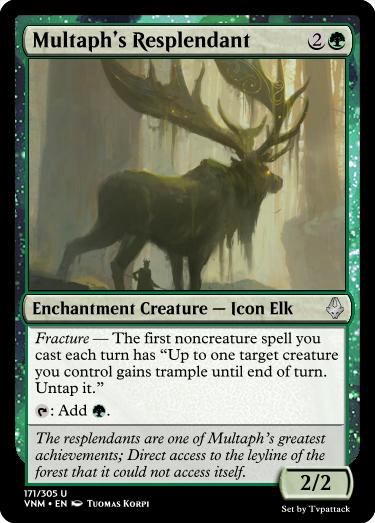 Multaph's Resplendant 2
Enchantment Creature — Icon Elk
Fracture — The first noncreature spell you
cast each turn has “Up to one target creature
you control gains trample until end of turn.
Untap it.”
: Add .
The resplendants are one of Multaph's greatest
achievements; Direct access to the leyline of the
forest that it could not access itself.
2/2
171/305 U
VNM • EN Tuomas Korpi
Set by Tvpattack